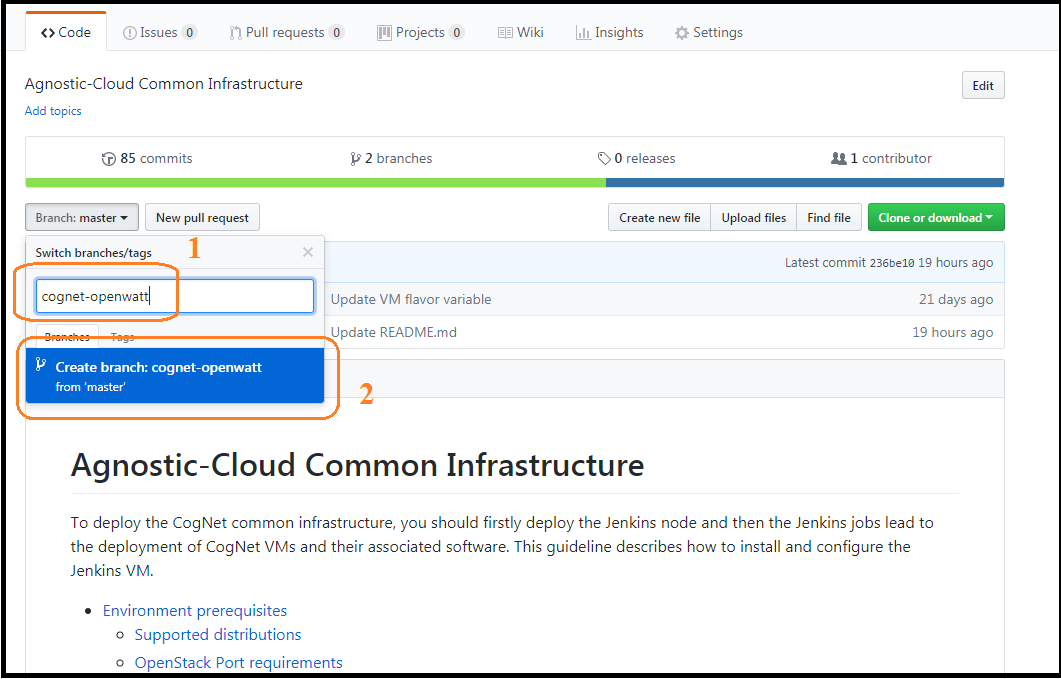 Code Issues 0 Pull requests 0 Projects 0 Wiki Insights Settings
Agnostic-Cloud Common Infrastructure
Edit
Add topics
85 commits 2 branches 0 releases 1 contributor
Branch: master New pull request Create new file Upload files Find file Clone or download
1
Switch branches/tags ×
Latest commit 236be10 19 hours ago
cognet-openwatt
Update VM flavor variable 21 days ago
Branches Tags
Update README.md 19 hours ago
Create branch: cognet-openwatt
from 'master'
2
Agnostic-Cloud Common Infrastructure
To deploy the CogNet common infrastructure, you should firstly deploy the Jenkins node and then the Jenkins jobs lead to
the deployment of CogNet VMs and their associated software. This guideline describes how to install and configure the
Jenkins VM.
• Environment prerequisites
○ Supported distributions
○ OpenStack Port requirements